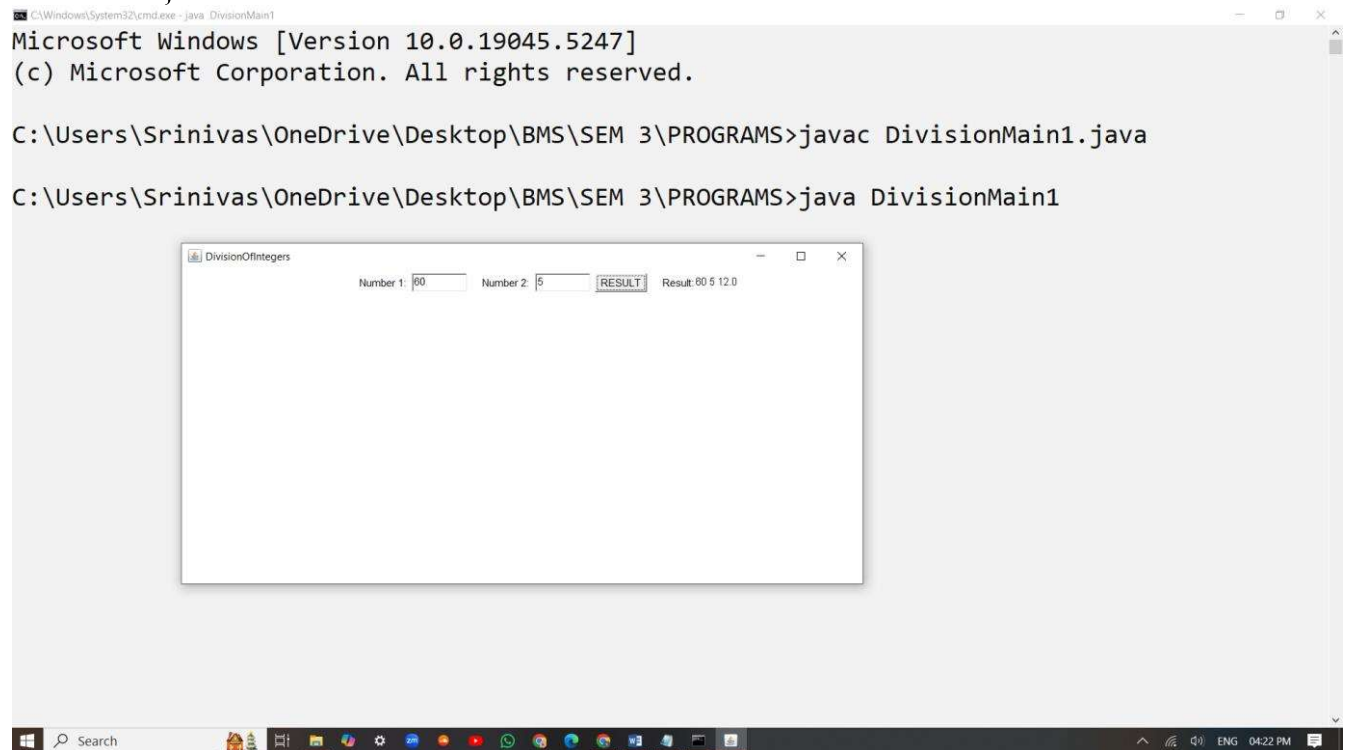 C:\Windows\System32\cmd.exe - java DivisionMain1
Microsoft Windows [Version 10.0.19045.5247]
(c) Microsoft Corporation. All rights reserved.
C:\Users\Srinivas\OneDrive\Desktop\BMS\SEM 3\PROGRAMS>javac DivisionMain1.java
C:\Users\Srinivas\OneDrive\Desktop\BMS\SEM 3\PROGRAMS>java DivisionMain1
DivisionOfIntegers
Number 1: 60 Number 2: 5 RESULT Result: 60 5 12.0
Search ENG 04:22 PM